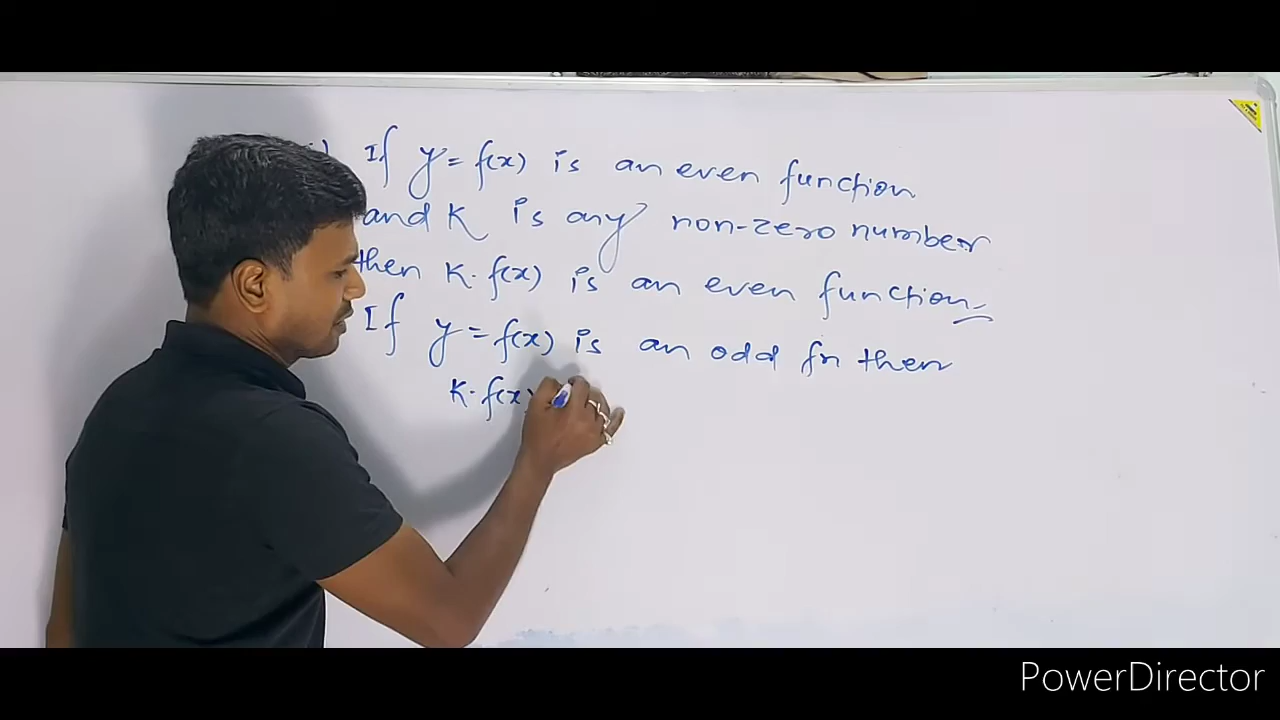 If y = f(x) is an even function
and K is any non-zero number
then K. f(x) is an even function
If y = f(x) is an odd fn then
K. f(x)
PowerDirector